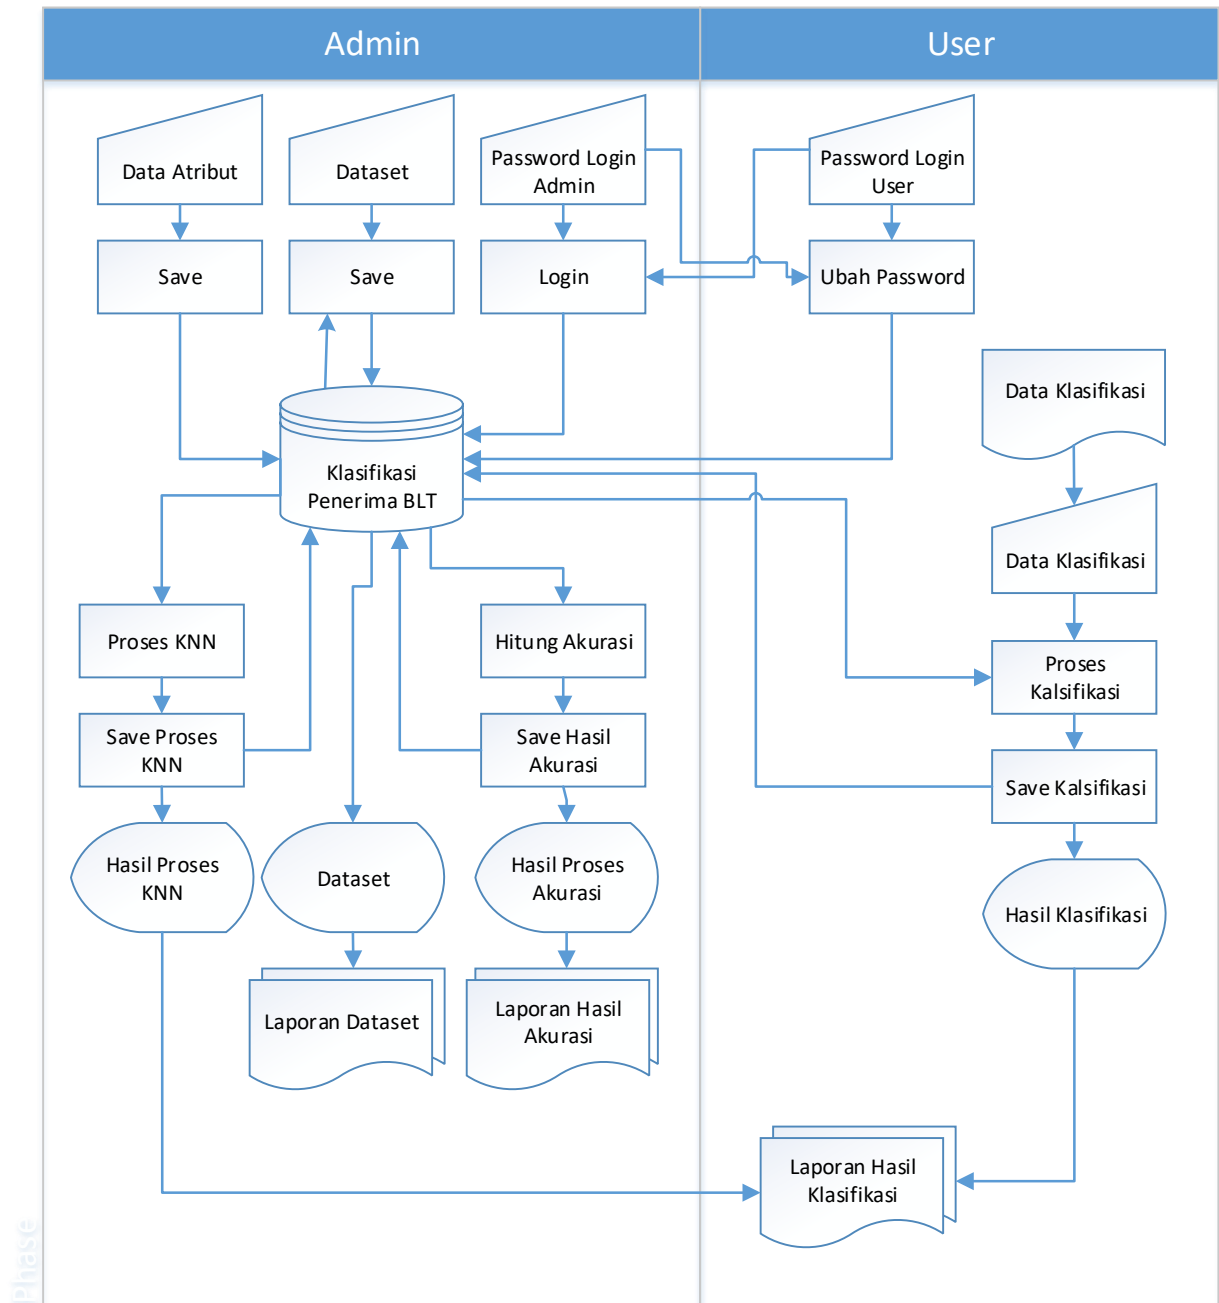 Admin
User
Data Atribut
Dataset
Password Login
Admin
Password Login
User
Save
Save
Login
Ubah Password
Data Klasifikasi
Klasifikasi
Penerima BLT
Data Klasifikasi
Proses KNN
Hitung Akurasi
Proses
Kalsifikasi
Save Proses
KNN
Save Hasil
Akurasi
Save Kalsifikasi
Hasil Proses
KNN
Dataset
Hasil Proses
Akurasi
Hasil Klasifikasi
Laporan Dataset
Laporan Hasil
Akurasi
Laporan Hasil
Klasifikasi
Phase